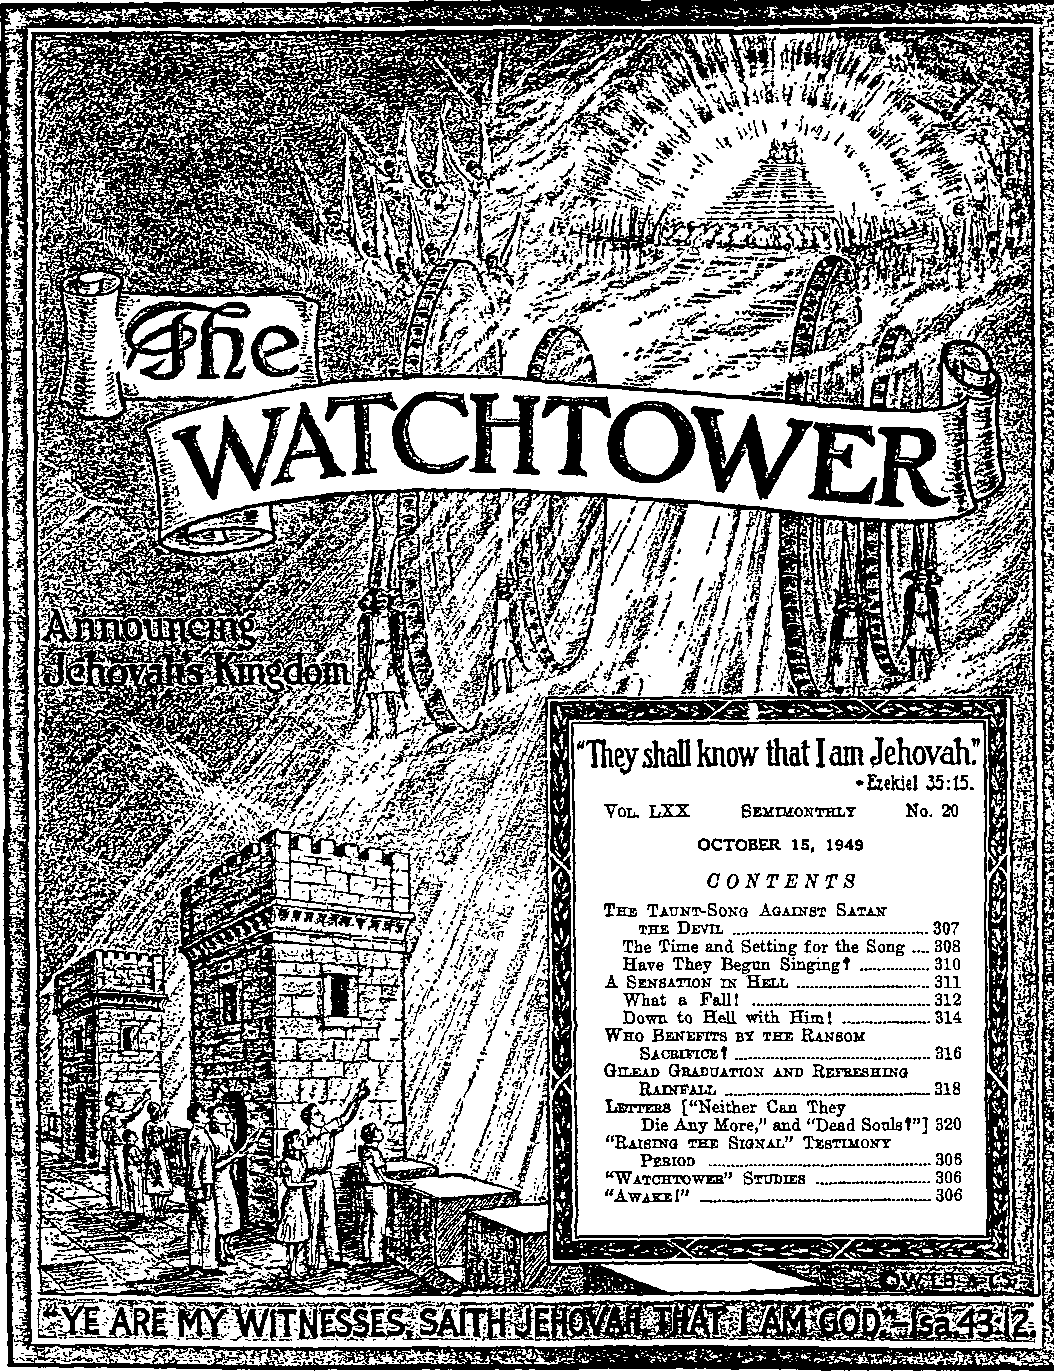 The
WATCHTOWER
Announcing
Jehovah's Kingdom
"They shall know that I am Jehovah."
-Ezekiel 35:15.
VOL. LXX SEMIMONTHLY No. 20
OCTOBER 15, 1949
CONTENTS
THE TAUNT-SONG AGAINST SATAN
THE DEVIL ........ 307
The Time and Setting for the Song .... 308
Have They Begun Singing? ........ 310
A SENSATION IN HELL ........ 311
What a Fall! ........ 312
Down to Hell with Him! ........ 314
WHO BENEFITS BY THE RANSOM
SACRIFICE? ........ 316
GILEAD GRADUATION AND REFRESHING
RAINFALL ........ 318
LETTERS ["Neither Can They
Die Any More," and "Dead Souls?"] 320
"RAISING THE SIGNAL" TESTIMONY
PERIOD ........ 306
"WATCHTOWER" STUDIES ........ 306
"AWAKE!" ........ 306
©W.T.B.&T.S.
"YE ARE MY WITNESSES, SAITH JEHOVAH, THAT I AM GOD."-Isa.43:12.